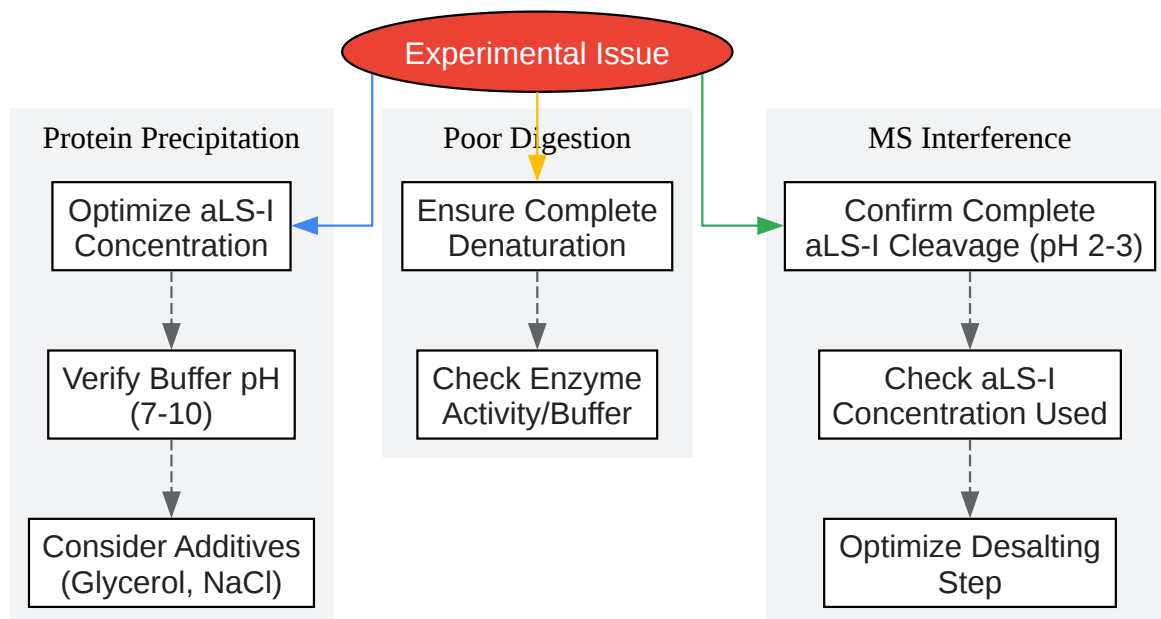 Experimental Issue
Protein Precipitation
Optimize aLS-I
Concentration
Verify Buffer pH
(7-10)
Consider Additives
(Glycerol, NaCl)
Poor Digestion
Ensure Complete
Denaturation
Check Enzyme
Activity/Buffer
MS Interference
Confirm Complete
aLS-I Cleavage (pH 2-3)
Check aLS-I
Concentration Used
Optimize Desalting
Step